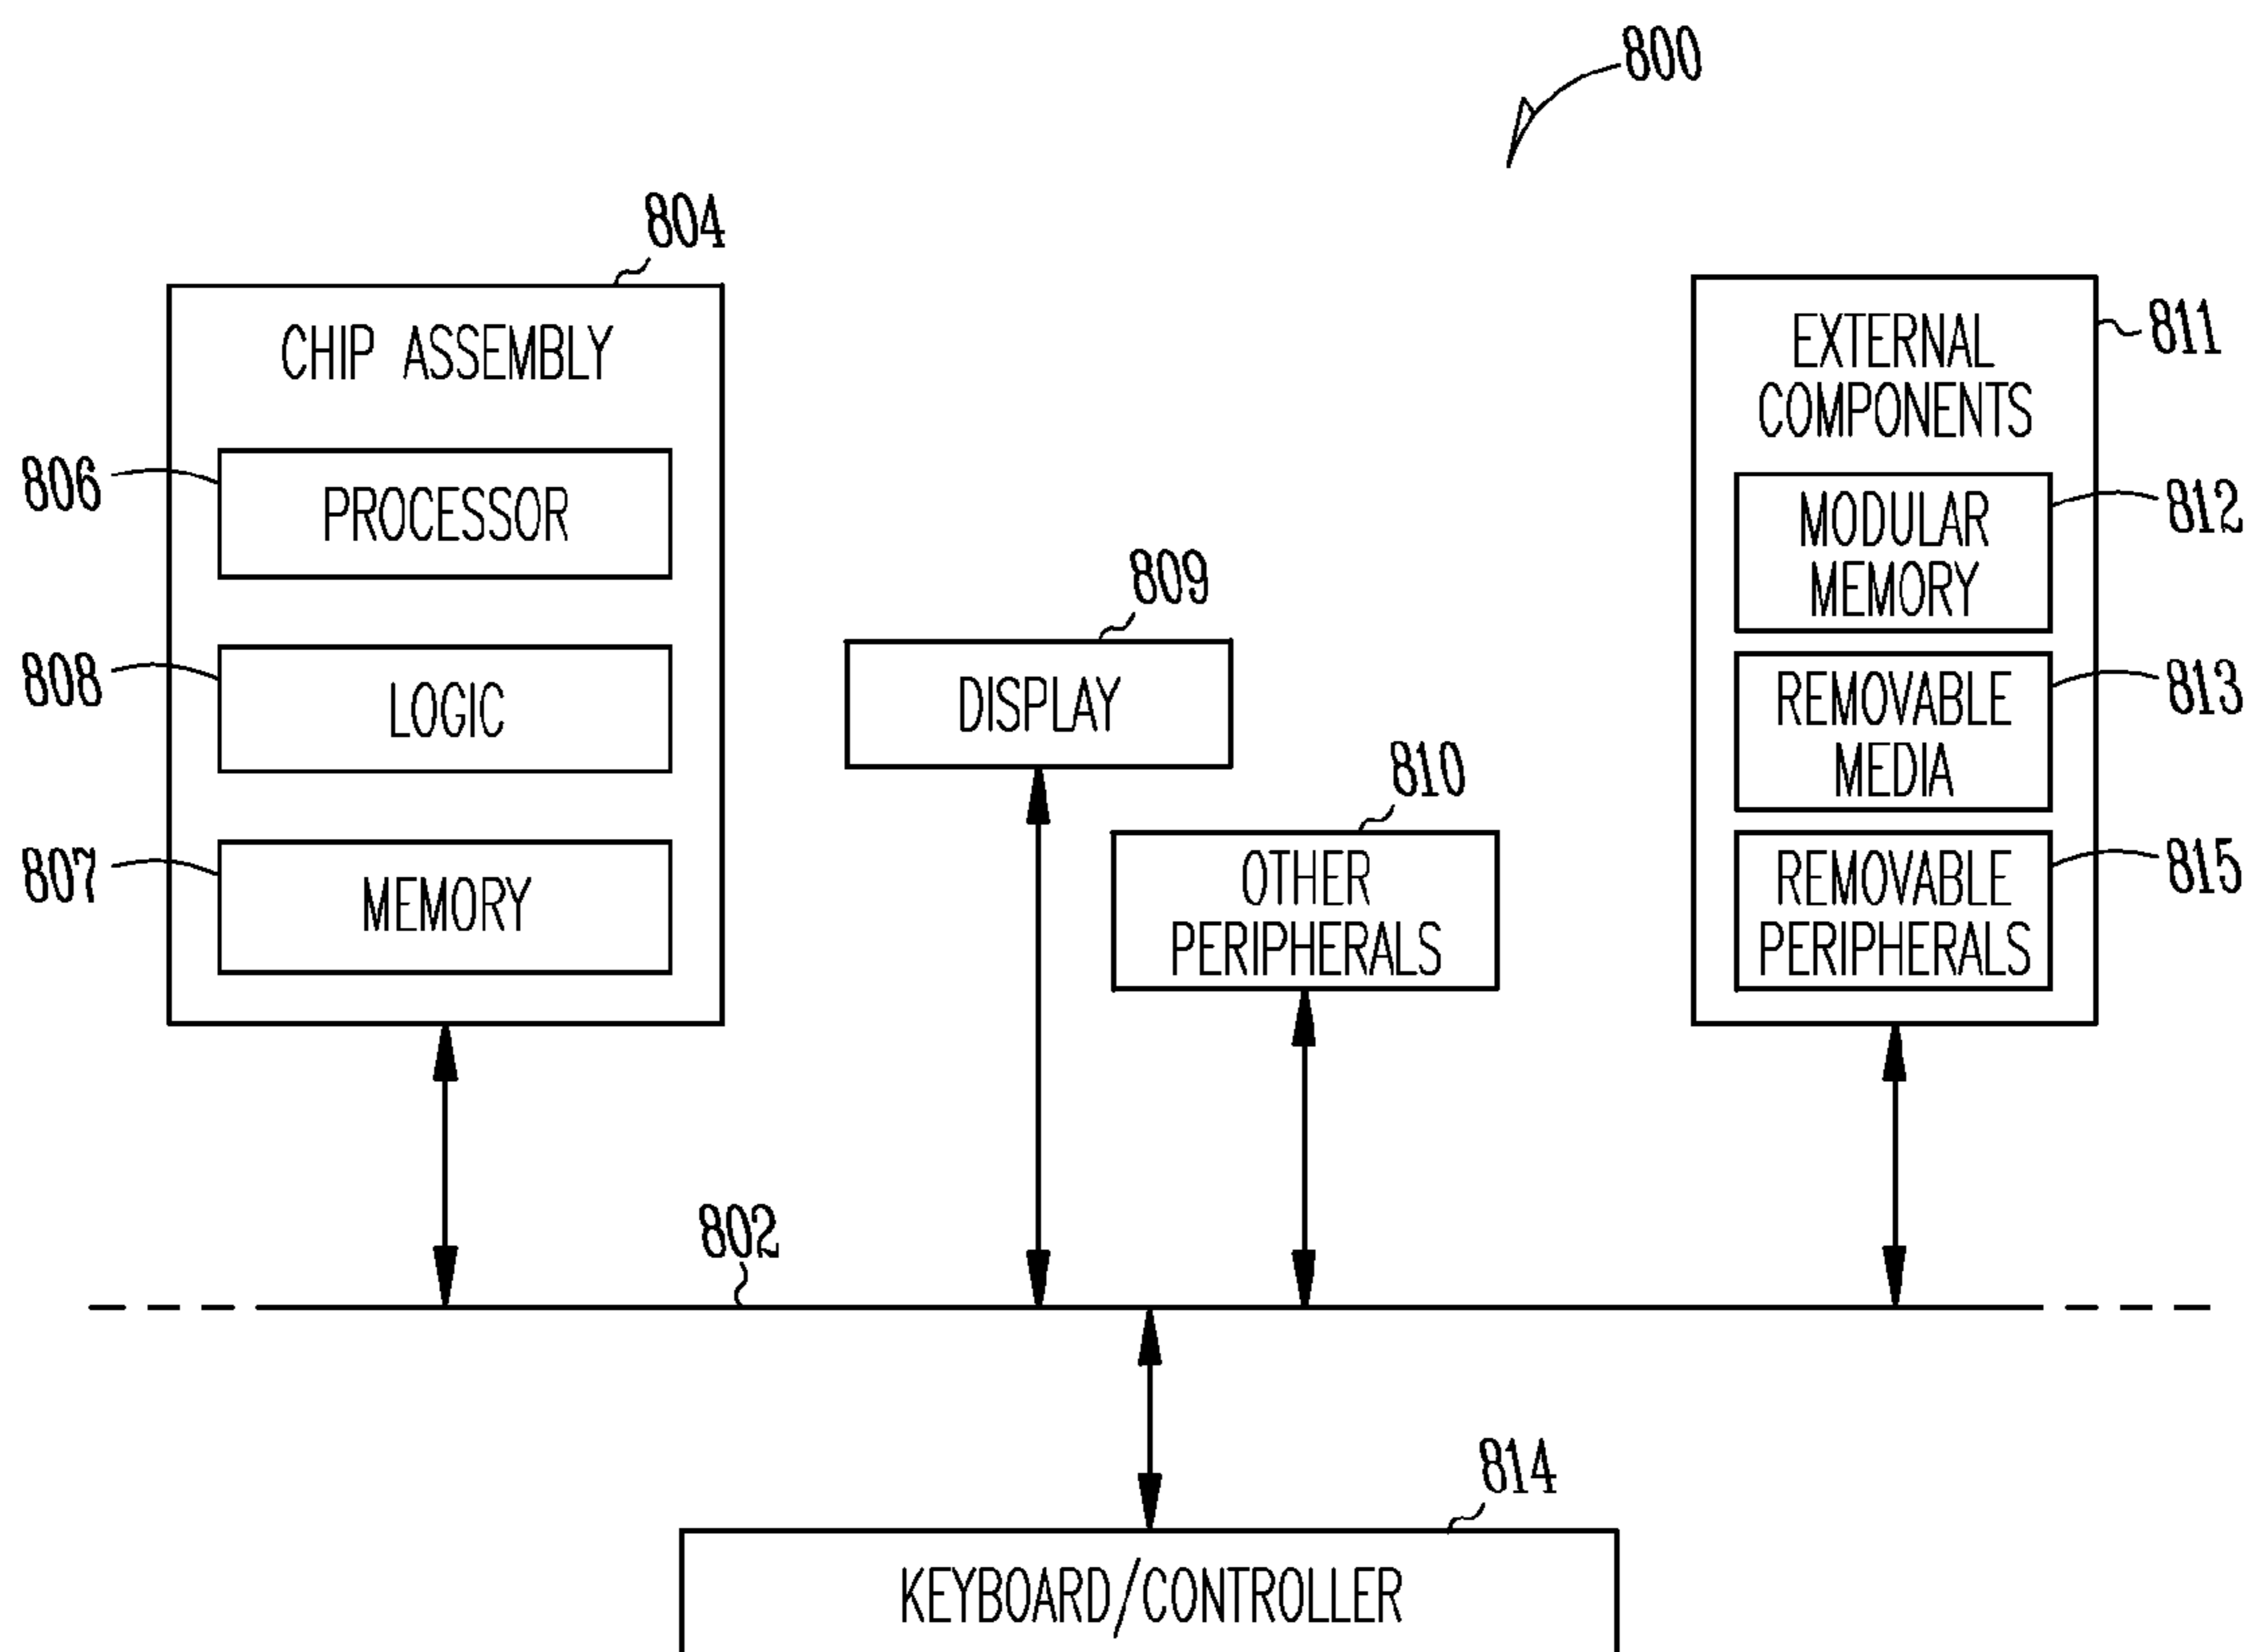 800
804
CHIP ASSEMBLY
806
PROCESSOR
808
LOGIC
807
MEMORY
809
DISPLAY
810
OTHER
PERIPHERALS
811
EXTERNAL
COMPONENTS
812
MODULAR
MEMORY
813
REMOVABLE
MEDIA
815
REMOVABLE
PERIPHERALS
802
814
KEYBOARD/CONTROLLER